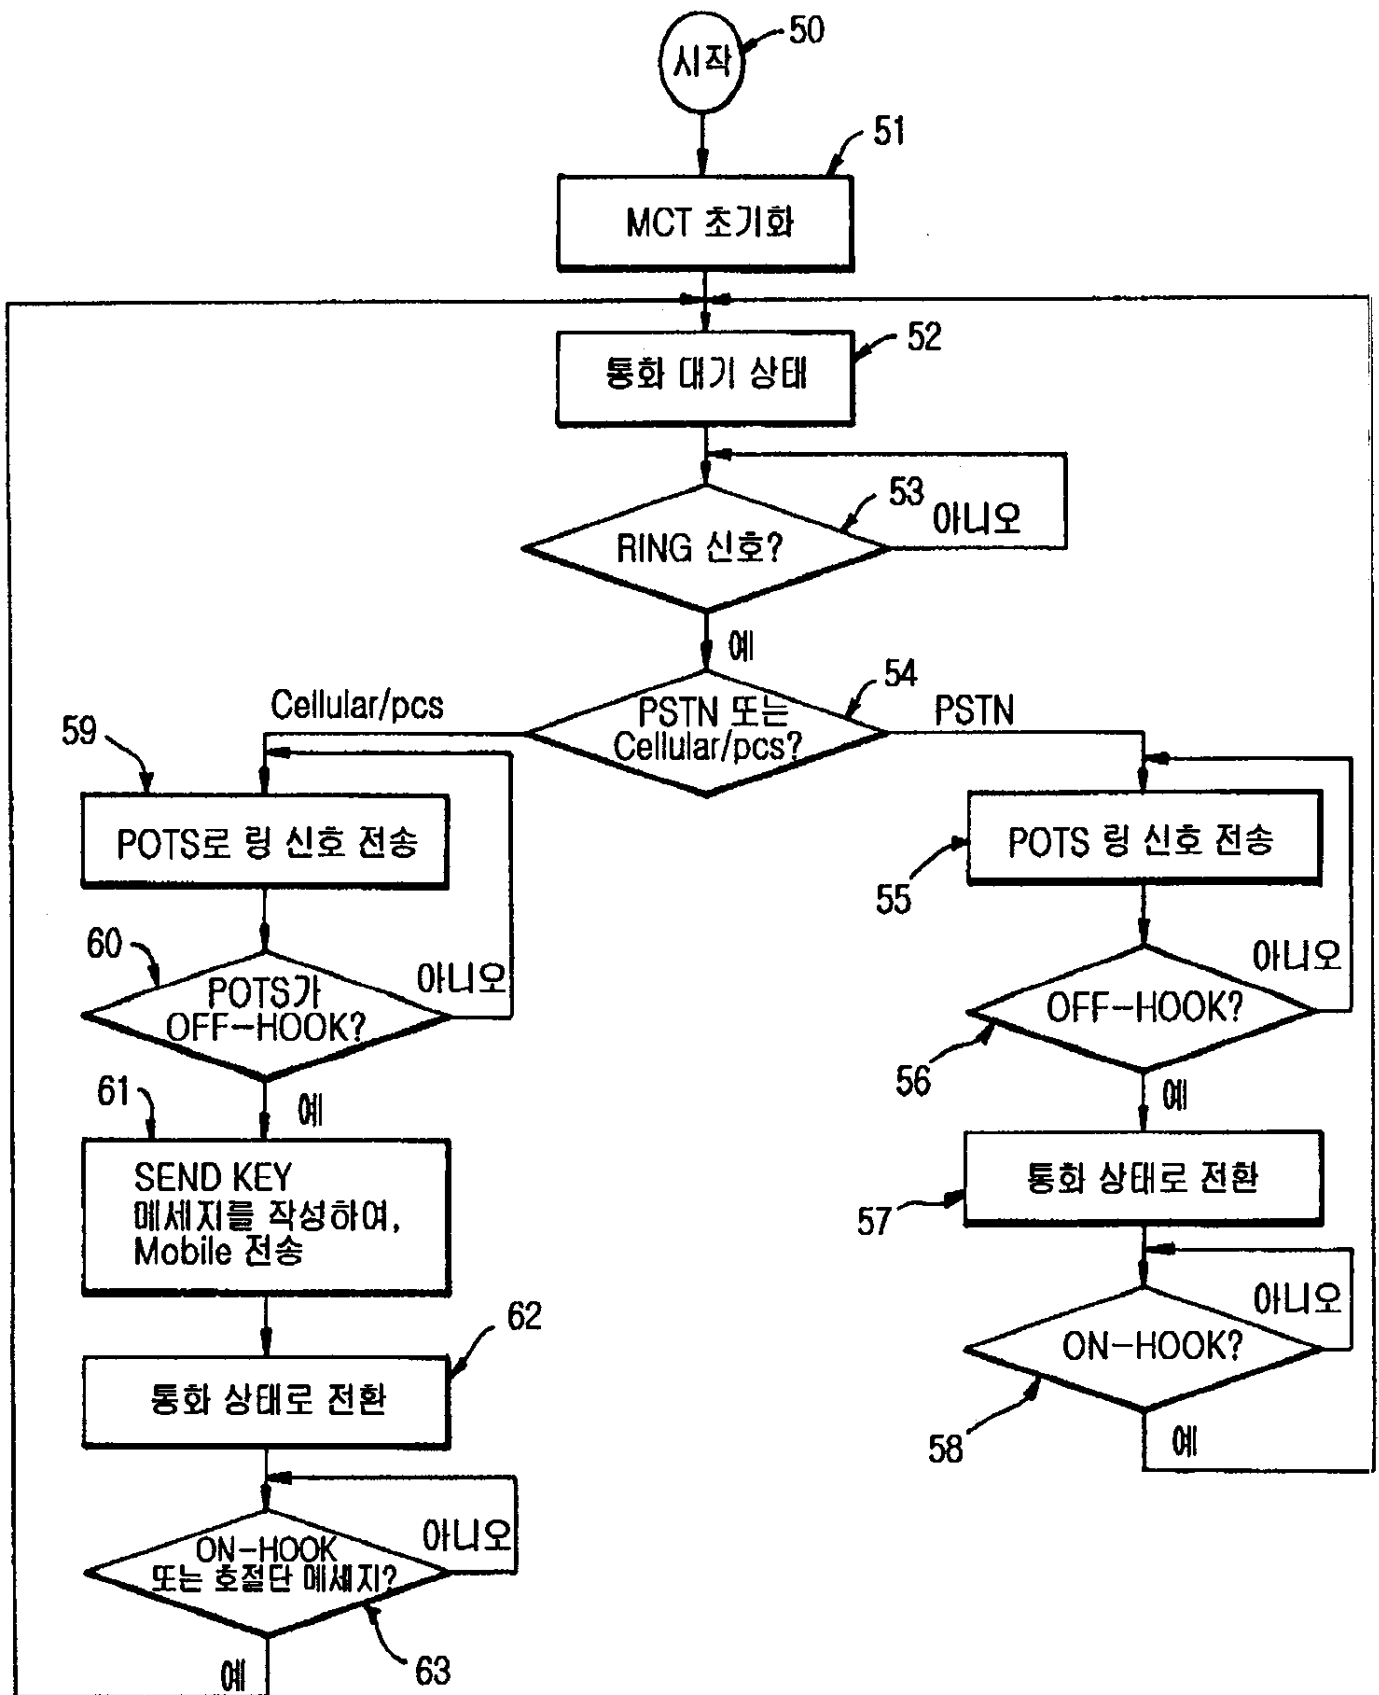 시작
50
51
MCT 초기화
52
통화 대기 상태
53
아니오
RING 신호?
예
54
Cellular/pcs
PSTN 또는
Cellular/pcs?
PSTN
59
POTS로 링 신호 전송
POTS 링 신호 전송
55
60
아니오
POTS가
OFF-HOOK?
아니오
OFF-HOOK?
56
61
예
예
SEND KEY
메세지를 작성하여,
Mobile 전송
통화 상태로 전환
57
62
아니오
ON-HOOK?
통화 상태로 전환
58
예
아니오
ON-HOOK
또는 호절단 메세지?
63
예